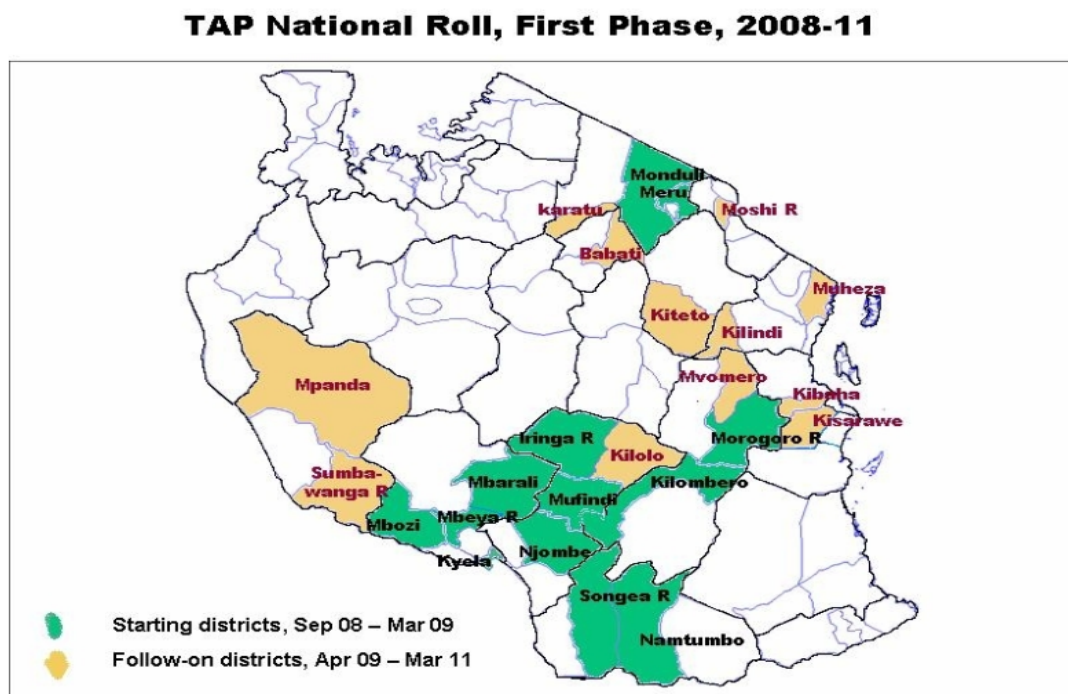 TAP National Roll, First Phase, 2008-11
Monduli
Meru
karatu
Moshi R
Babati
Muheza
Kiteto
Kilindi
Mpanda
Mvomero
Kibaha
Kisarawe
Iringa R
Morogoro R
Kilolo
Sumba-
wanga R
Mbarali
Kilombero
Mufindi
Mbozi
Mbeya R
Njombe
Kyela
Songea R
Namtumbo
Starting districts, Sep 08 – Mar 09
Follow-on districts, Apr 09 – Mar 11